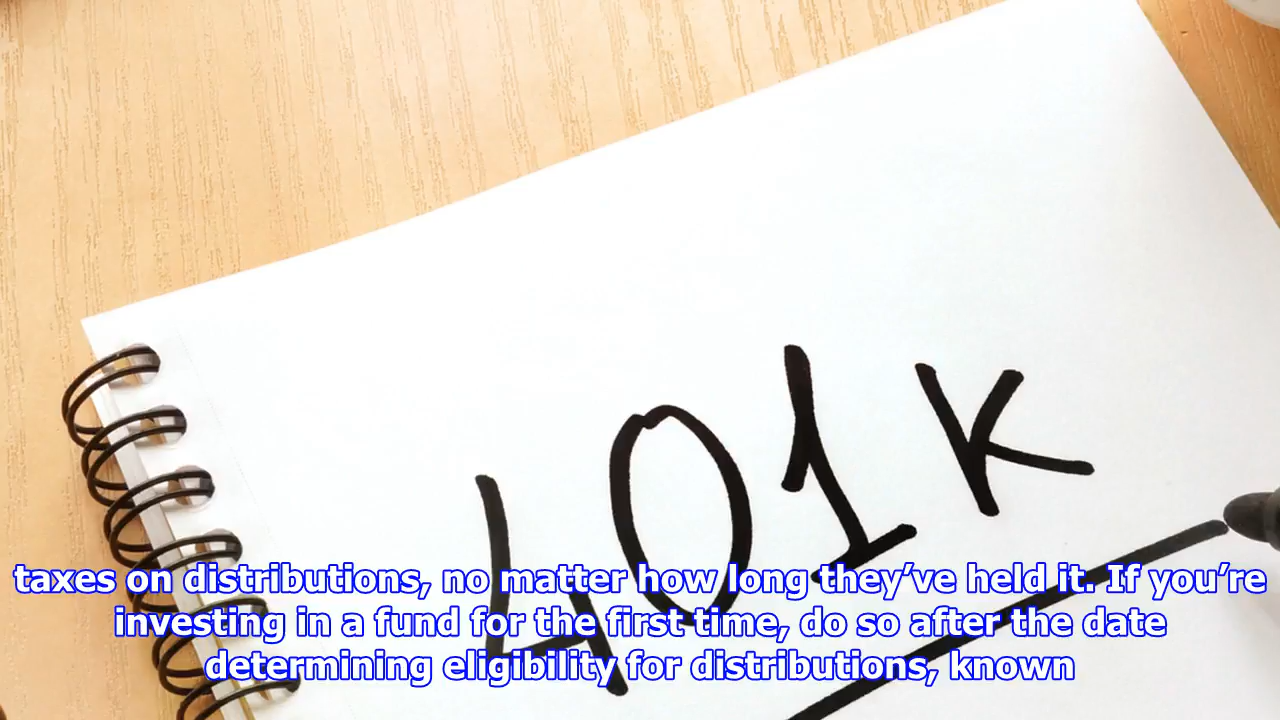 401k
taxes on distributions, no matter how long they’ve held it. If you’re
investing in a fund for the first time, do so after the date
determining eligibility for distributions, known